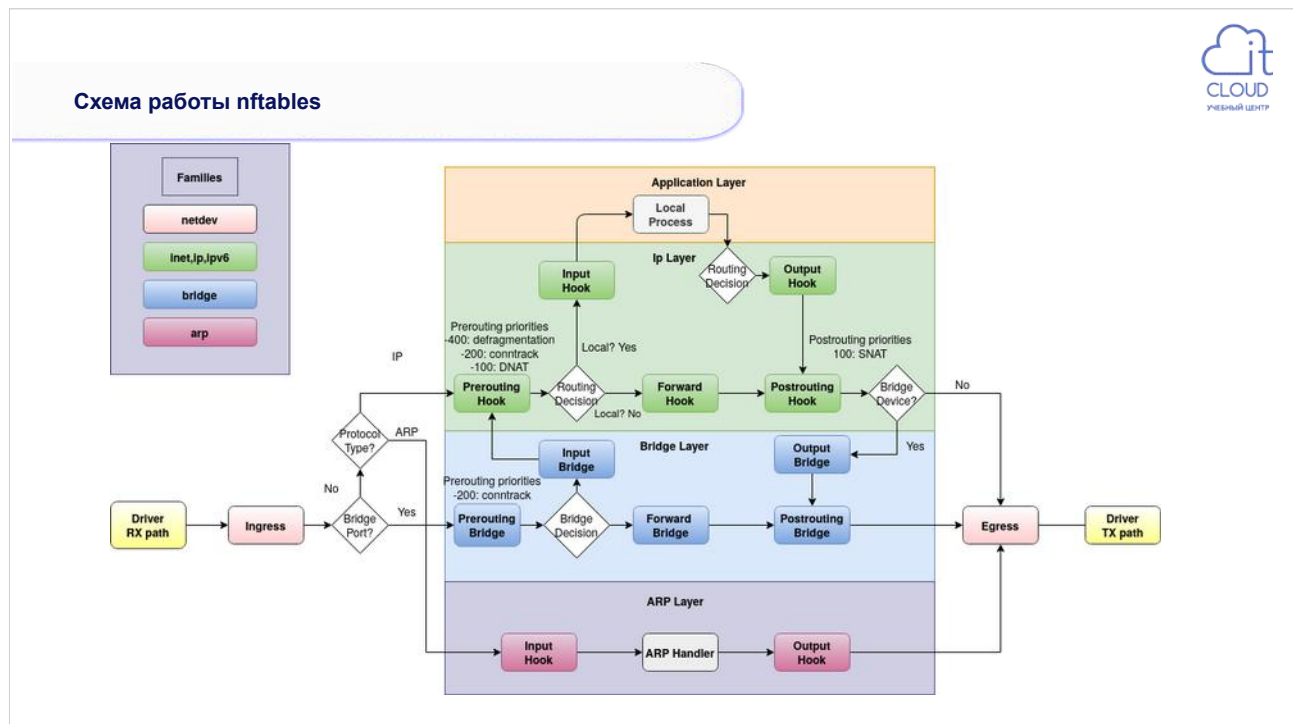 Схема работы nftables
it
CLOUD
УЧЕБНЫЙ ЦЕНТР
Families
netdev
inet,ip,ipv6
bridge
arp
Application Layer
Local
Process
Ip Layer
Input
Hook
Routing
Decision
Output
Hook
Prerouting priorities
-400: defragmentation
-200: conntrack
-100: DNAT
Local? Yes
Postrouting priorities
100: SNAT
IP
Prerouting
Hook
Routing
Decision
Local? No
Forward
Hook
Postrouting
Hook
Bridge
Device?
No
Yes
Protocol
Type?
ARP
Bridge Layer
Input
Bridge
Output
Bridge
Prerouting priorities
-200: conntrack
No
Driver
RX path
Ingress
Bridge
Port?
Yes
Prerouting
Bridge
Bridge
Decision
Forward
Bridge
Postrouting
Bridge
Egress
Driver
TX path
ARP Layer
Input
Hook
ARP Handler
Output
Hook